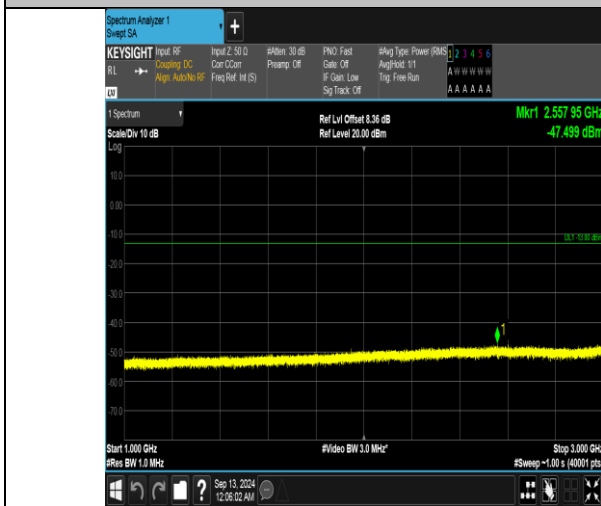 Spectrum Analyzer 1
Swept SA
+
KEYSIGHT
RL
Input: RF
Coupling: DC
Align: Auto/No RF
Input Z: 50 Ω
Corr CCorr
Freq Ref: Int (S)
#Atten: 30 dB
Preamp: Off
PNO: Fast
Gate: Off
IF Gain: Low
Sig Track: Off
#Avg Type: Power (RMS
Avg|Hold: 1/1
Trig: Free Run
1 2 3 4 5 6
A W W W W W
A A A A A A
1 Spectrum
Scale/Div 10 dB
Log
Ref Lvl Offset 8.36 dB
Ref Level 20.00 dBm
Mkr1 2.557 95 GHz
-47.499 dBm
10.0
0.00
-10.0
DL1 -13.00 dBm
-20.0
-30.0
-40.0
1
-50.0
-60.0
-70.0
Start 1.000 GHz
#Res BW 1.0 MHz
#Video BW 3.0 MHz*
Stop 3.000 GHz
#Sweep ~1.00 s (40001 pts
Sep 13, 2024
12:06:02 AM
?